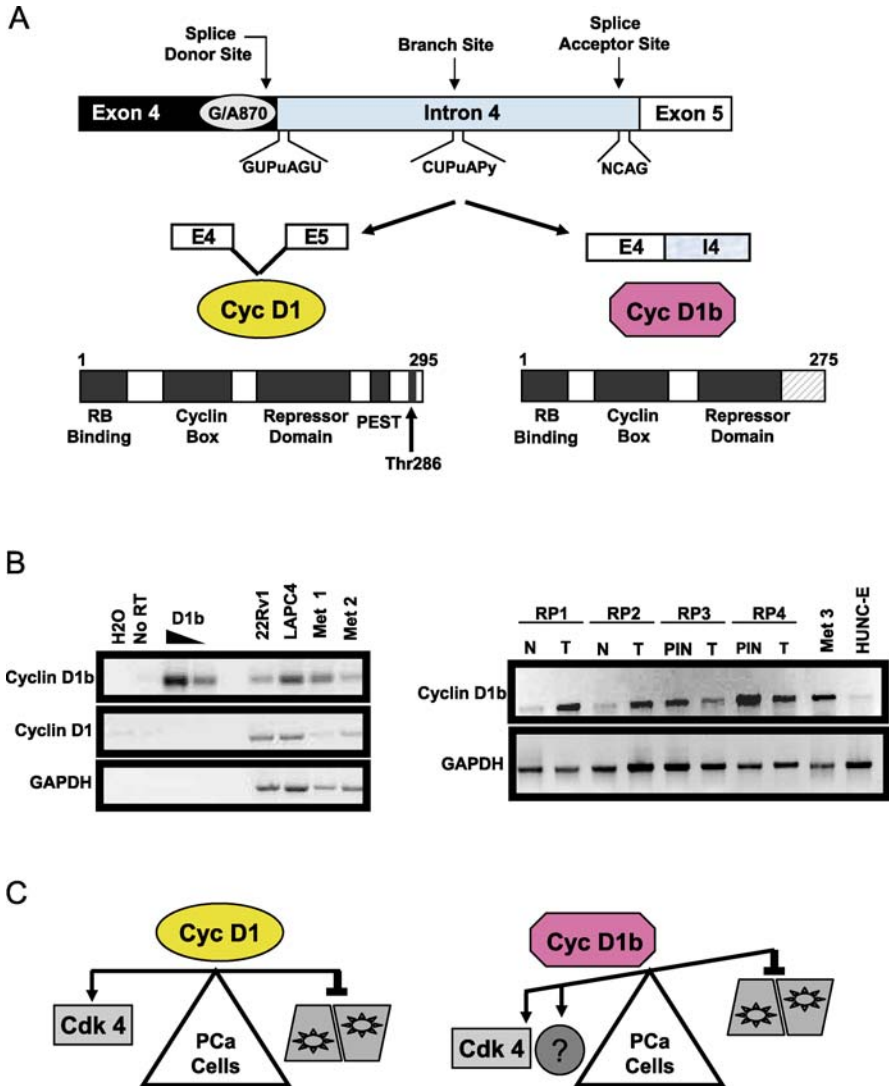 A
Splice Donor Site
Branch Site
Splice Acceptor Site
Exon 4
G/A870
Intron 4
Exon 5
GUPuAGU
CUPuAPy
NCAG
E4
E5
E4
I4
Cyc D1
Cyc D1b
1
295
1
275
RB Binding
Cyclin Box
Repressor Domain
PEST
Thr286
RB Binding
Cyclin Box
Repressor Domain
B
H2O
No RT
D1b
22Rv1
LAPC4
Met 1
Met 2
Cyclin D1b
Cyclin D1
GAPDH
RP1
RP2
RP3
RP4
Met 3
HUNC-E
N
T
N
T
PIN
T
PIN
T
Cyclin D1b
GAPDH
C
Cyc D1
Cdk 4
PCa Cells
Cyc D1b
Cdk 4
?
PCa Cells